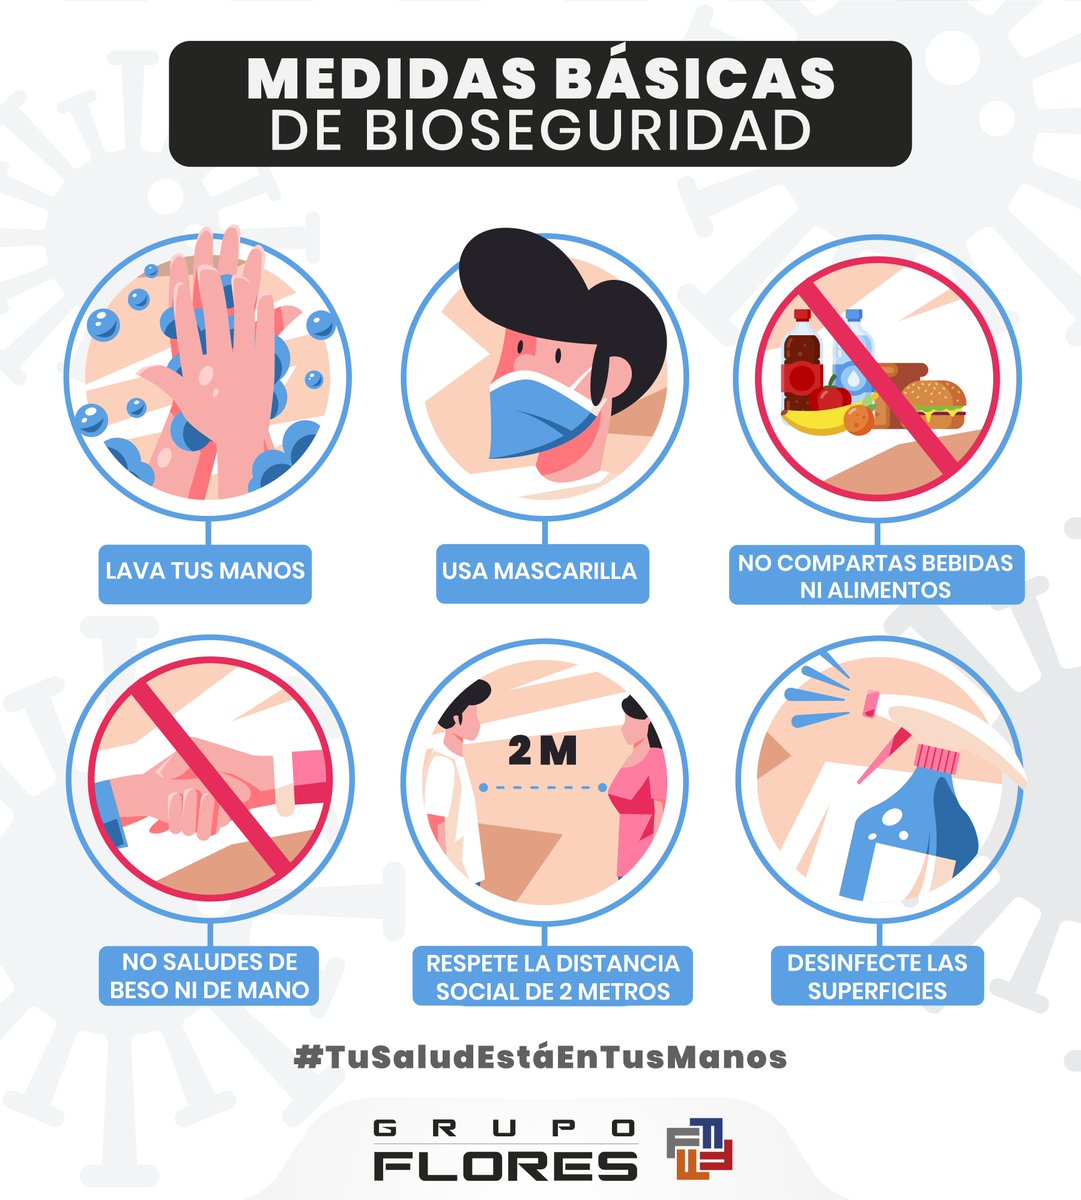 MEDIDAS BÁSICAS
DE BIOSEGURIDAD
LAVA TUS MANOS
USA MASCARILLA
NO COMPARTAS BEBIDAS
NI ALIMENTOS
NO SALUDES DE
BESO NI DE MANO
2 M
RESPETE LA DISTANCIA
SOCIAL DE 2 METROS
DESINFECTE LAS
SUPERFICIES
#TuSaludEstáEnTusManos
GRUPO
FLORES